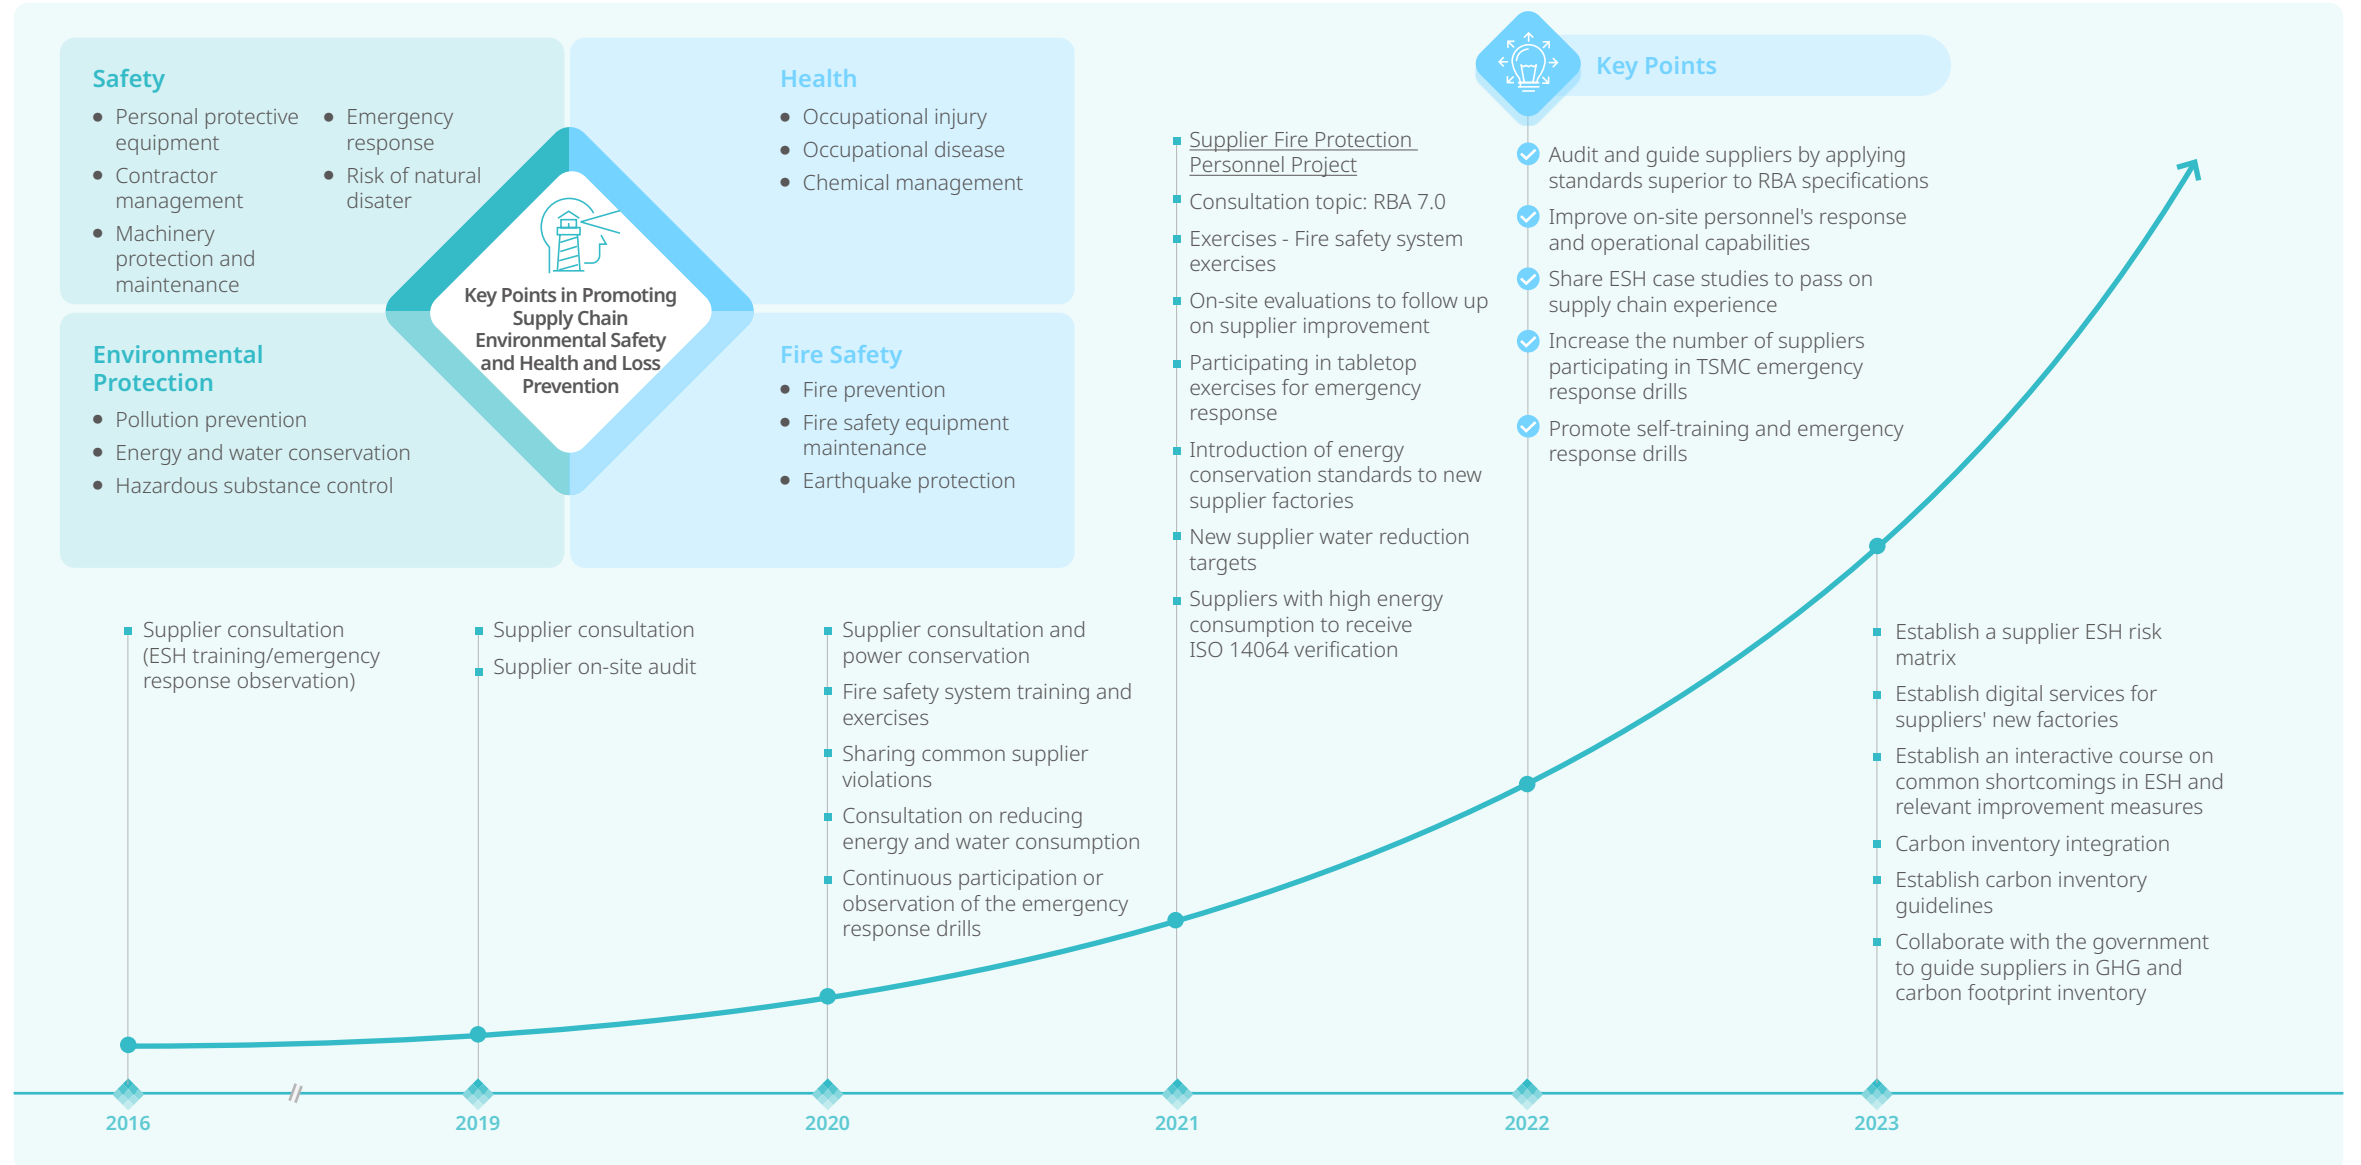 Safety
Personal protective
equipment
Contractor
management
Machinery
protection and
maintenance
Emergency
response
Risk of natural
disater
Health
Occupational injury
Occupational disease
Chemical management
Key Points in Promoting
Supply Chain
Environmental Safety
and Health and Loss
Prevention
Environmental
Protection
Pollution prevention
Energy and water conservation
Hazardous substance control
Fire Safety
Fire prevention
Fire safety equipment
maintenance
Earthquake protection
Supplier consultation
(ESH training/emergency
response observation)
Supplier consultation
Supplier on-site audit
Supplier consultation and
power conservation
Fire safety system training and
exercises
Sharing common supplier
violations
Consultation on reducing
energy and water consumption
Continuous participation or
observation of the emergency
response drills
Supplier Fire Protection
Personnel Project
Consultation topic: RBA 7.0
Exercises - Fire safety system
exercises
On-site evaluations to follow up
on supplier improvement
Participating in tabletop
exercises for emergency
response
Introduction of energy
conservation standards to new
supplier factories
New supplier water reduction
targets
Suppliers with high energy
consumption to receive
ISO 14064 verification
Key Points
Audit and guide suppliers by applying
standards superior to RBA specifications
Improve on-site personnel's response
and operational capabilities
Share ESH case studies to pass on
supply chain experience
Increase the number of suppliers
participating in TSMC emergency
response drills
Promote self-training and emergency
response drills
Establish a supplier ESH risk
matrix
Establish digital services for
suppliers' new factories
Establish an interactive course on
common shortcomings in ESH and
relevant improvement measures
Carbon inventory integration
Establish carbon inventory
guidelines
Collaborate with the government
to guide suppliers in GHG and
carbon footprint inventory
2016
2019
2020
2021
2022
2023